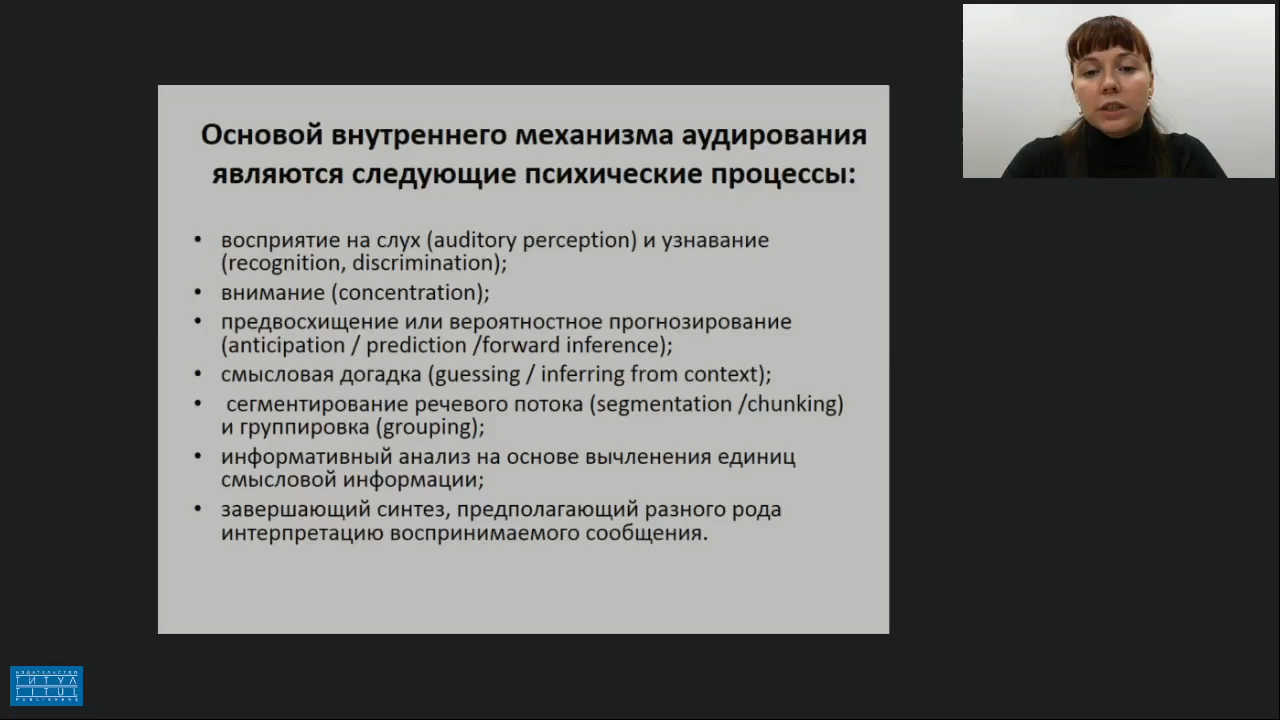 Основой внутреннего механизма аудирования
являются следующие психические процессы:
• восприятие на слух (auditory perception) и узнавание
(recognition, discrimination);
• внимание (concentration);
• предвосхищение или вероятностное прогнозирование
(anticipation / prediction /forward inference);
• смысловая догадка (guessing / inferring from context);
• сегментирование речевого потока (segmentation /chunking)
и группировка (grouping);
• информативный анализ на основе вычленения единиц
смысловой информации;
• завершающий синтез, предполагающий разного рода
интерпретацию воспринимаемого сообщения.
ИЗДАТЕЛЬСТВО
ТИТУЛ
TITUL
PUBLISHERS